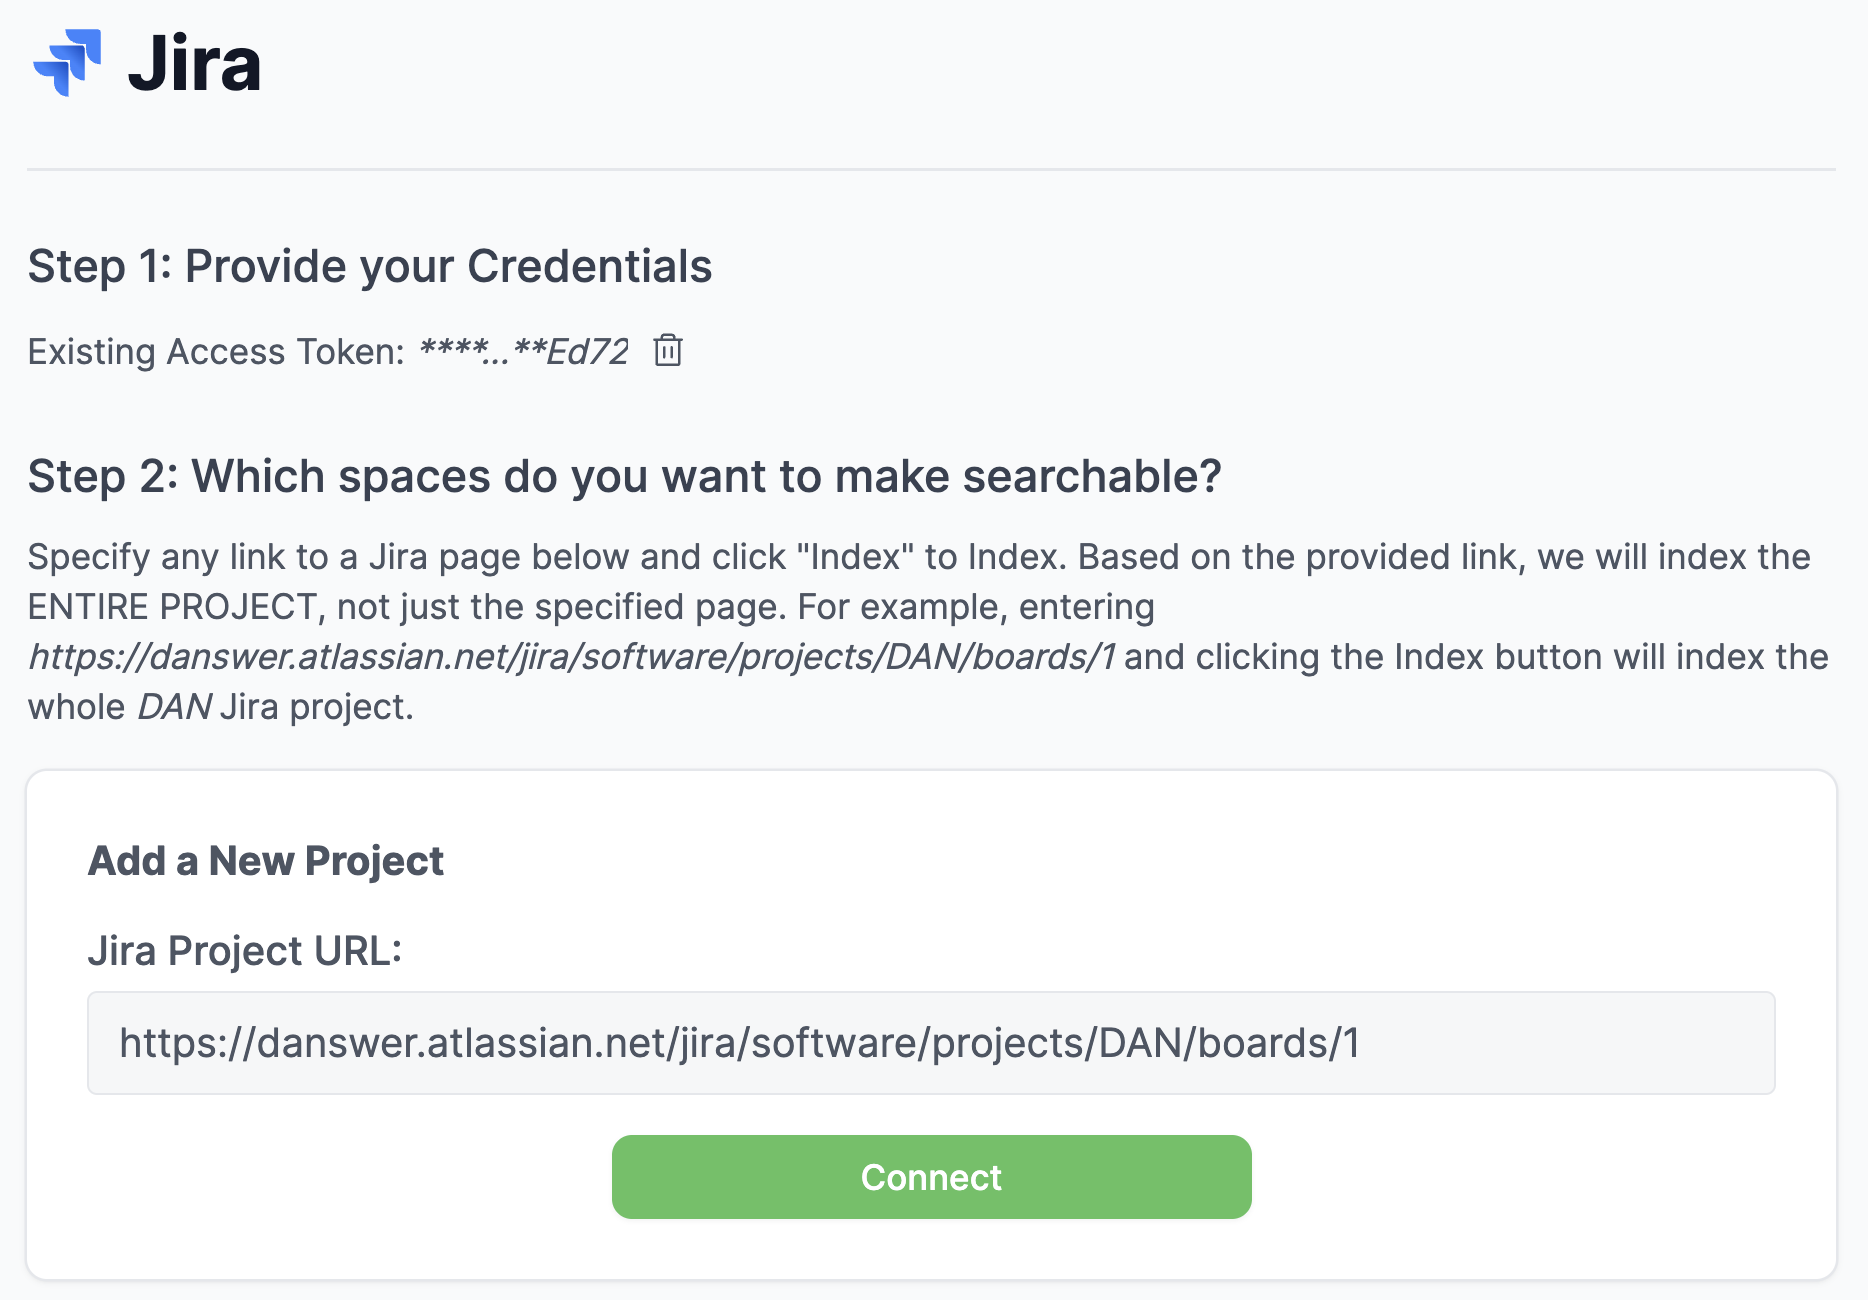 Jira
Step 1: Provide your Credentials
Existing Access Token: ****...**Ed72
Step 2: Which spaces do you want to make searchable?
Specify any link to a Jira page below and click "Index" to Index. Based on the provided link, we will index the
ENTIRE PROJECT, not just the specified page. For example, entering
https://danswer.atlassian.net/jira/software/projects/DAN/boards/1 and clicking the Index button will index the
whole DAN Jira project.
Add a New Project
Jira Project URL:
https://danswer.atlassian.net/jira/software/projects/DAN/boards/1
Connect